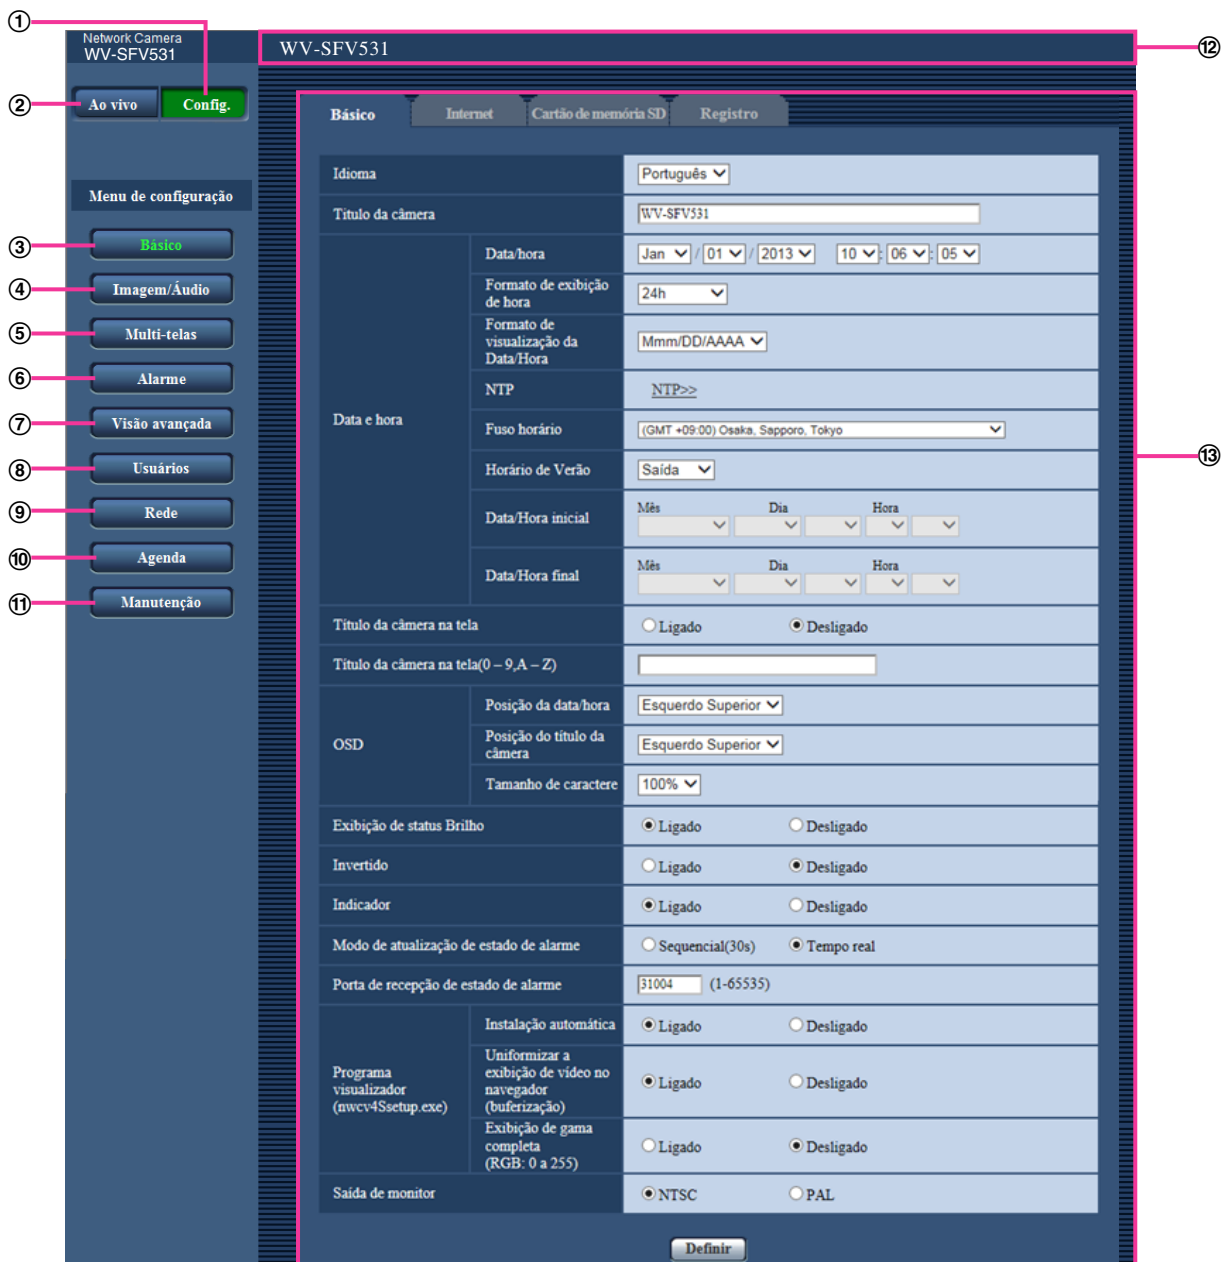 ①
Network Camera
WV-SFV531
WV-SFV531
⑫
② Ao vivo Config.
Básico Internet Cartão de memória SD Registro
Menu de configuração
③ Básico
④ Imagem/Áudio
⑤ Multi-telas
⑥ Alarme
⑦ Visão avançada
⑧ Usuários
⑨ Rede
⑩ Agenda
⑪ Manutenção
Idioma Português
Título da câmera WV-SFV531
Data e hora
Data/hora Jan / 01 / 2013 10 : 06 : 05
Formato de exibição
de hora
24h
Formato de
visualização da
Data/Hora
Mmm/DD/AAAA
NTP NTP>>
Fuso horário (GMT +09:00) Osaka, Sapporo, Tokyo
⑬
Horário de Verão Saída
Data/Hora inicial Mês Dia Hora
Data/Hora final Mês Dia Hora
Título da câmera na tela Ligado Desligado
Título da câmera na tela(0 – 9,A – Z)
OSD
Posição da data/hora Esquerdo Superior
Posição do título da
câmera
Esquerdo Superior
Tamanho de caractere 100%
Exibição de status Brilho Ligado Desligado
Invertido Ligado Desligado
Indicador Ligado Desligado
Modo de atualização de estado de alarme Sequencial(30s) Tempo real
Porta de recepção de estado de alarme 31004 (1-65535)
Programa
visualizador
(nwcv4Ssetup.exe)
Instalação automática Ligado Desligado
Uniformizar a
exibição de vídeo no
navegador
(buferização)
Ligado Desligado
Exibição de gama
completa
(RGB: 0 a 255)
Ligado Desligado
Saída de monitor NTSC PAL
Definir